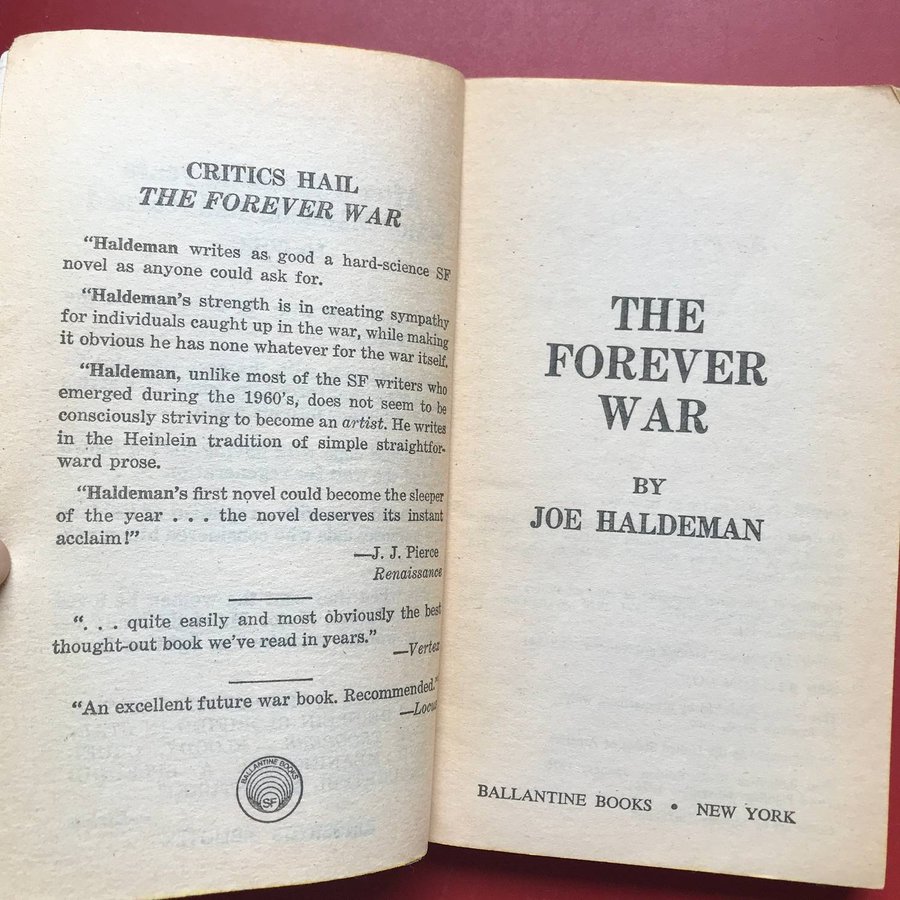 CRITICS HAIL
THE FOREVER WAR
“Haldeman writes as good a hard-science SF
novel as anyone could ask for.
“Haldeman’s strength is in creating sympathy
for individuals caught up in the war, while making
it obvious he has none whatever for the war itself.
“Haldeman, unlike most of the SF writers who
emerged during the 1960’s, does not seem to be
consciously striving to become an artist. He writes
in the Heinlein tradition of simple straightfor-
ward prose.
“Haldeman’s first novel could become the sleeper
of the year . . . the novel deserves its instant
acclaim!”
—J. J. Pierce
Renaissance
“. . . quite easily and most obviously the best
thought-out book we’ve read in years.”
—Vertex
“An excellent future war book. Recommended.”
—Locus
BALLANTINE BOOKS
SF
THE
FOREVER
WAR
BY
JOE HALDEMAN
BALLANTINE BOOKS • NEW YORK